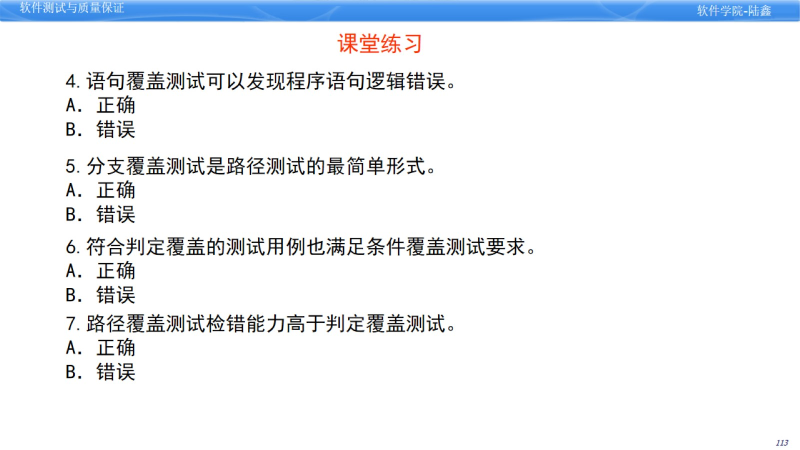 软件测试与质量保证
软件学院-陆鑫
课堂练习
4.语句覆盖测试可以发现程序语句逻辑错误。
A．正确
B．错误
5.分支覆盖测试是路径测试的最简单形式。
A．正确
B．错误
6.符合判定覆盖的测试用例也满足条件覆盖测试要求。
A．正确
B．错误
7.路径覆盖测试检错能力高于判定覆盖测试。
A．正确
B．错误
113